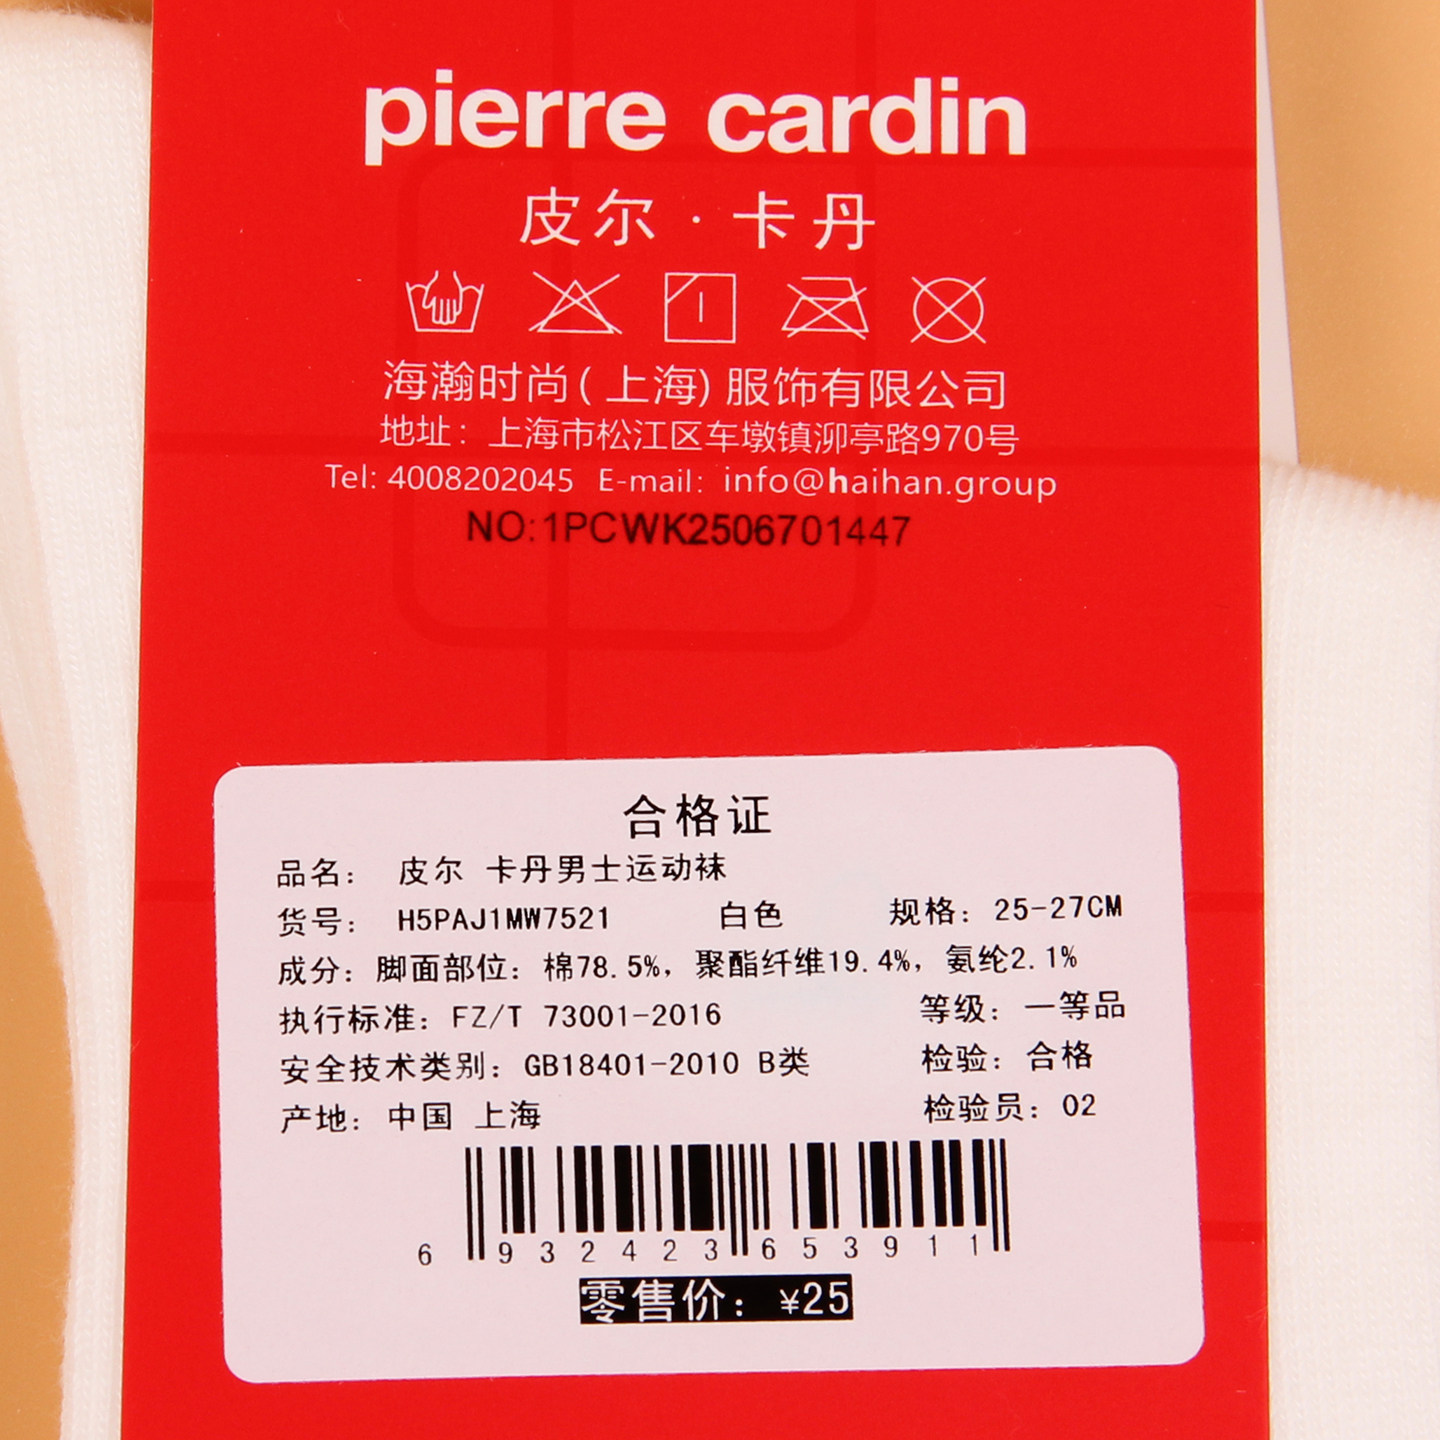 pierre cardin
皮尔·卡丹
海瀚时尚(上海)服饰有限公司
地址：上海市松江区车墩镇泖亭路970号
Tel: 4008202045 E-mail: info@haihan.group
NO:1PCWK2506701447
合格证
品名： 皮尔 卡丹男士运动袜
货号： H5PAJ1MW7521 白色 规格：25-27CM
成分：脚面部位：棉78.5%，聚酯纤维19.4%，氨纶2.1%
执行标准：FZ/T 73001-2016 等级：一等品
安全技术类别：GB18401-2010 B类 检验：合格
产地：中国 上海 检验员：02
6 932423 653911
零售价：¥25